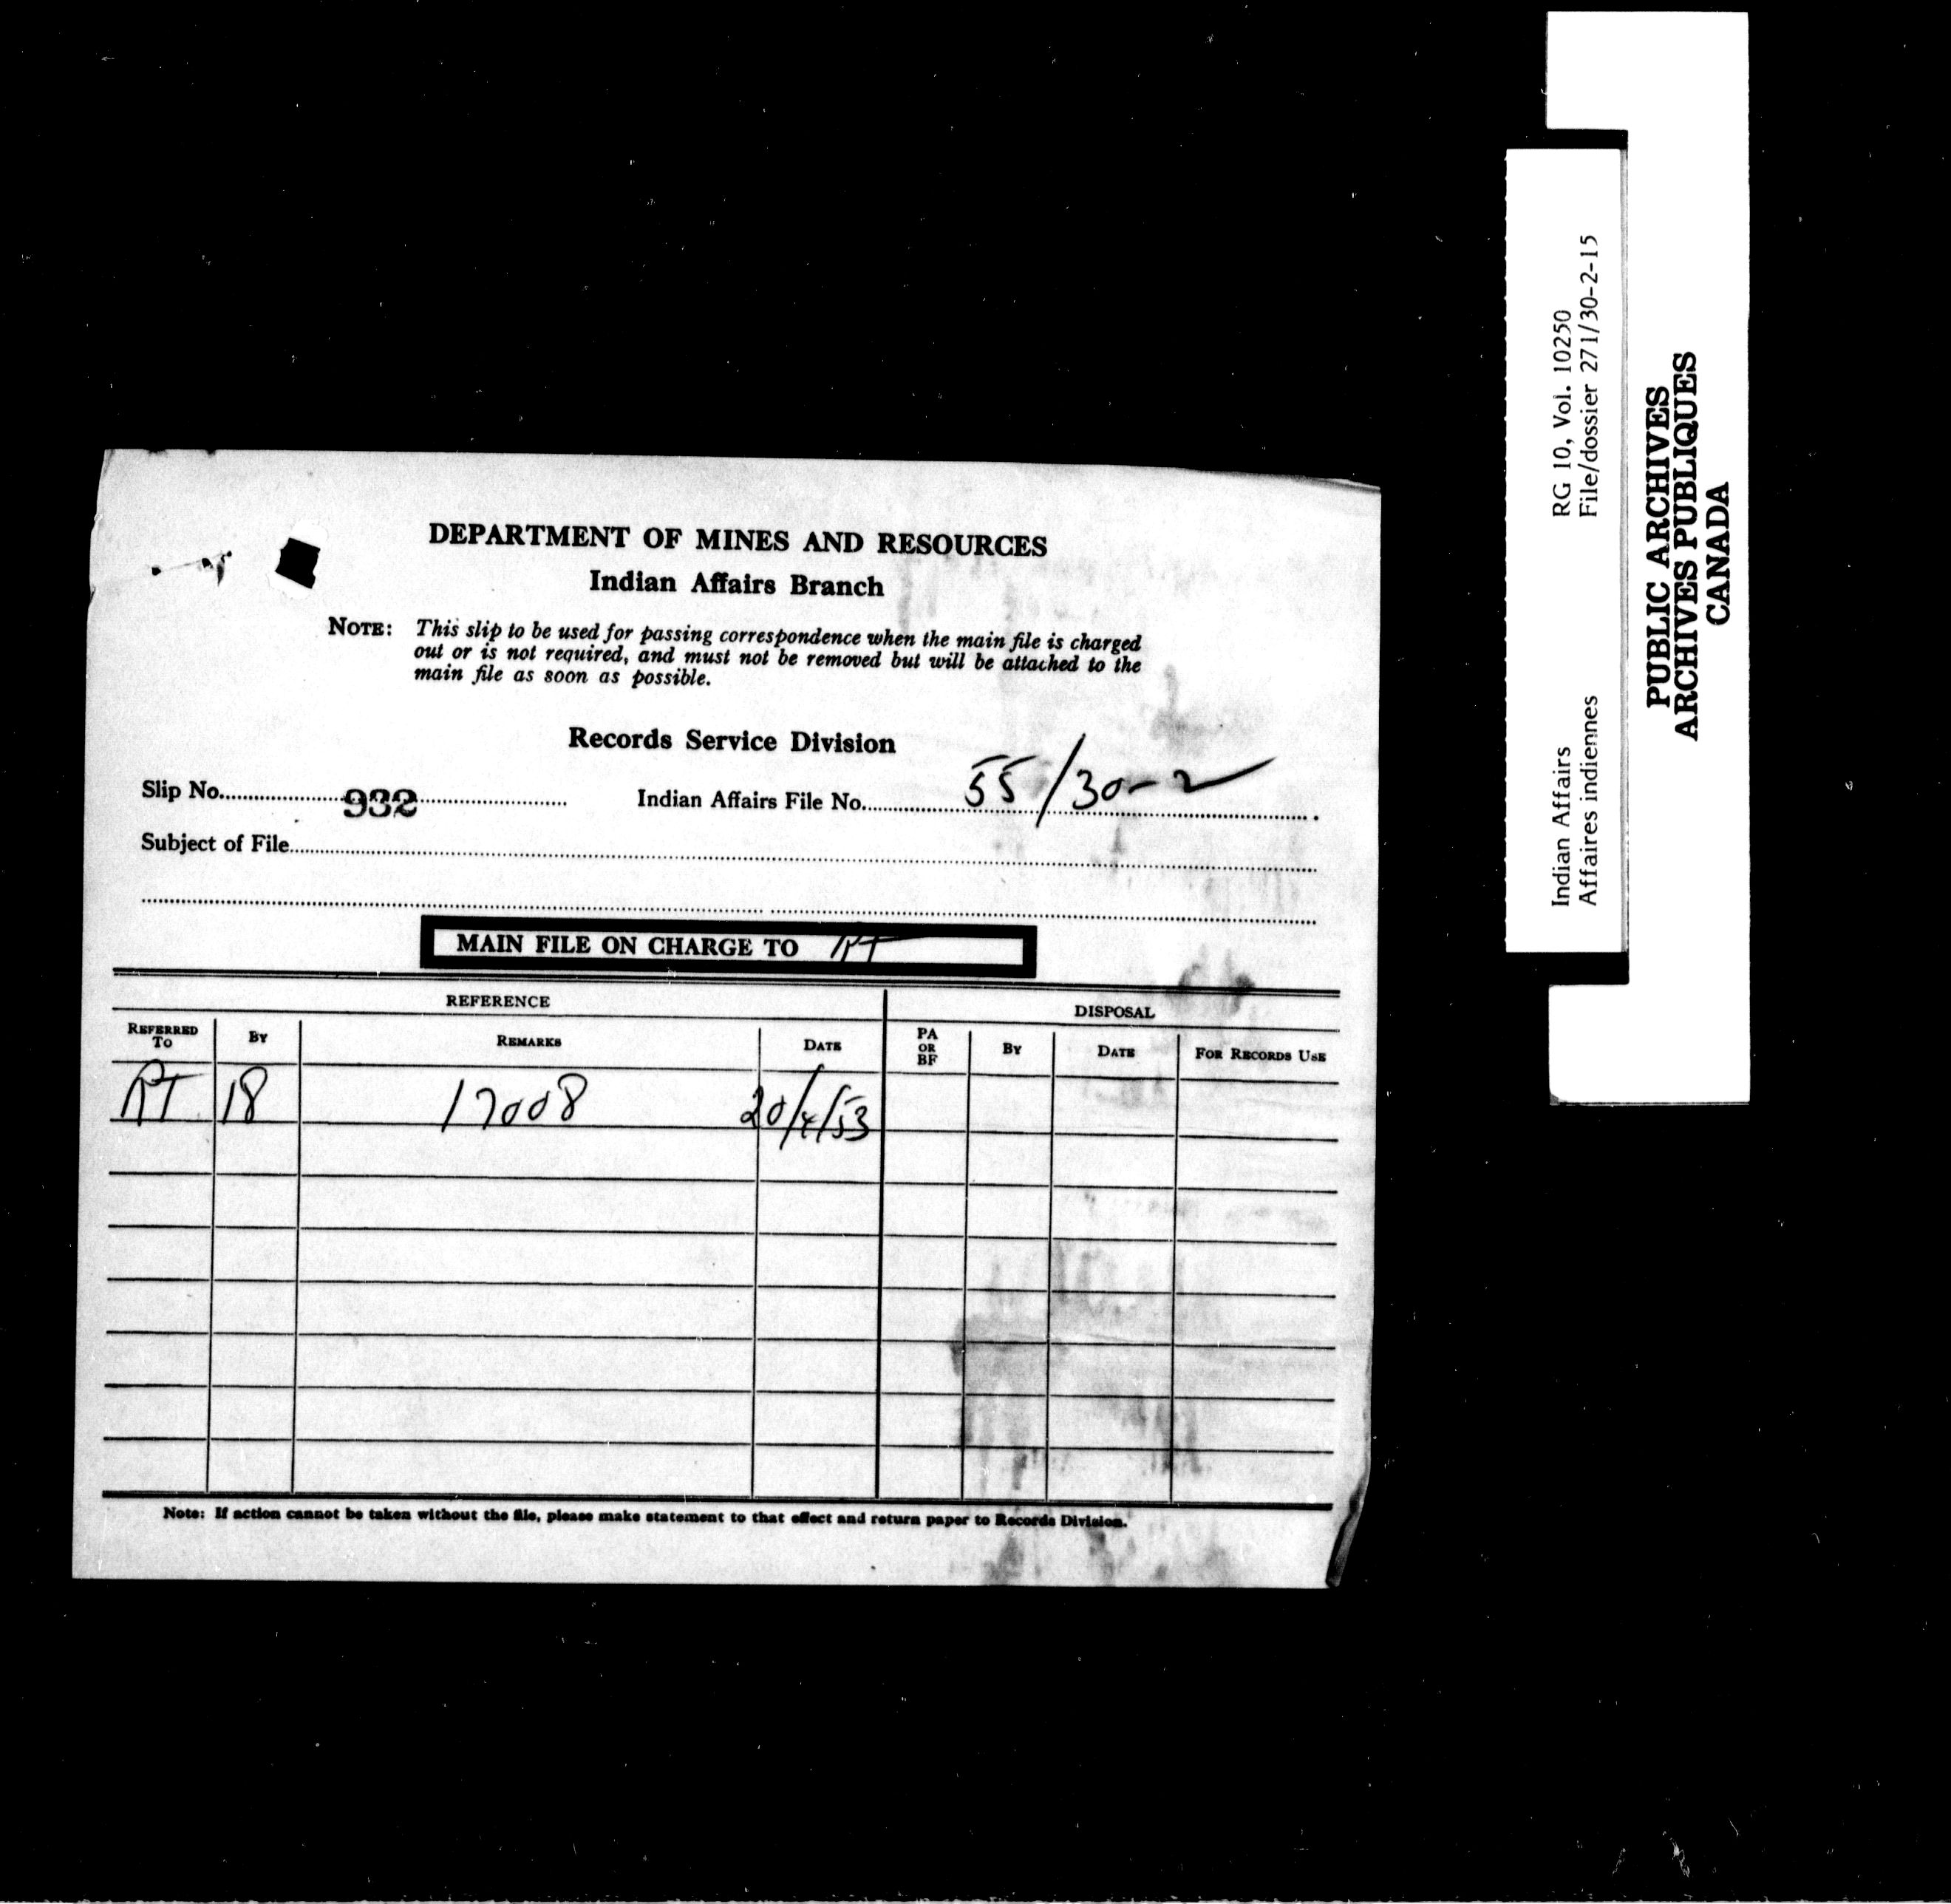 DEPARTMENT OF MINES AND RESOURCES
Indian Affairs Branch
NOTE: This slip to be used for passing correspondence when the main file is charged
out or is not required, and must not be removed but will be attached to the
main file as soon as possible.
Records Service Division
Slip No. 932 Indian Affairs File No. 55/30-2
Subject of File
MAIN FILE ON CHARGE TO RT
REFERENCE DISPOSAL
REFERRED TO BY REMARKS DATE PA OR BF BY DATE FOR RECORDS USE
RT 18 17008 20/4/53
Note: If action cannot be taken without the file, please make statement to that effect and return paper to Records Division.
Indian Affairs RG 10, Vol. 10250
Affaires indiennes File/dossier 271/30-2-15
PUBLIC ARCHIVES
ARCHIVES PUBLIQUES
CANADA